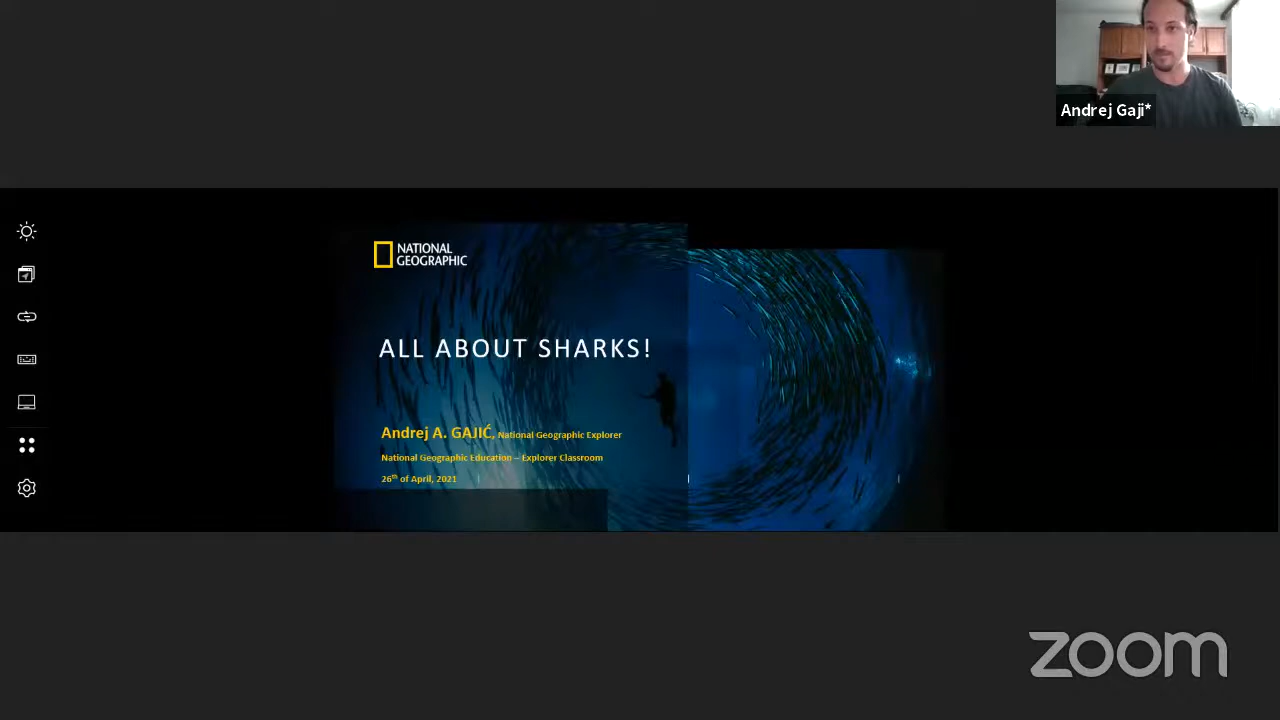 Andrej Gaji*
NATIONAL
GEOGRAPHIC
ALL ABOUT SHARKS!
Andrej A. GAJIĆ, National Geographic Explorer
National Geographic Education – Explorer Classroom
26th of April, 2021
zoom